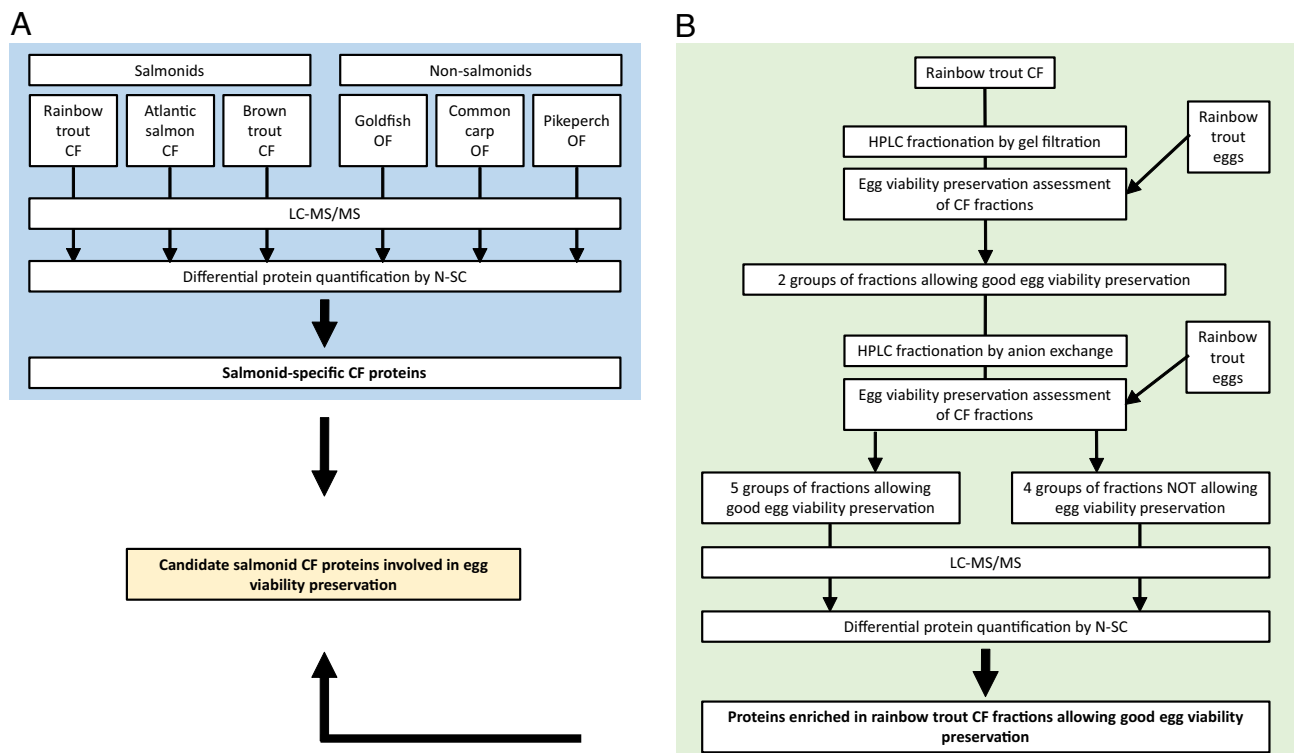 A
Salmonids
Non-salmonids
Rainbow
trout
CF
Atlantic
salmon
CF
Brown
trout
CF
Goldfish
OF
Common
carp
OF
Pikeperch
OF
LC-MS/MS
Differential protein quantification by N-SC
Salmonid-specific CF proteins
Candidate salmonid CF proteins involved in egg
viability preservation
B
Rainbow trout CF
HPLC fractionation by gel filtration
Rainbow
trout
eggs
Egg viability preservation assessment
of CF fractions
2 groups of fractions allowing good egg viability preservation
HPLC fractionation by anion exchange
Rainbow
trout
eggs
Egg viability preservation assessment
of CF fractions
5 groups of fractions allowing
good egg viability preservation
4 groups of fractions NOT allowing
egg viability preservation
LC-MS/MS
Differential protein quantification by N-SC
Proteins enriched in rainbow trout CF fractions allowing good egg viability
preservation